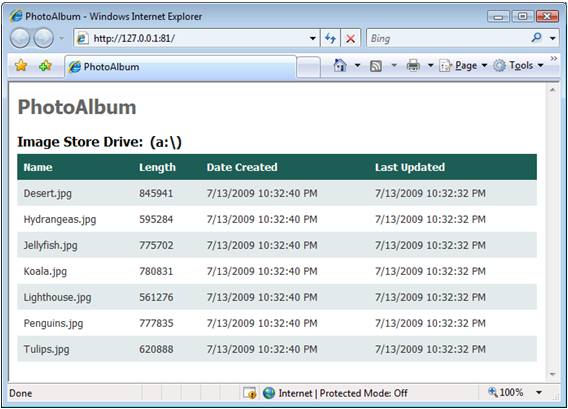 PhotoAlbum - Windows Internet Explorer
http://127.0.0.1:81/
Bing
PhotoAlbum
Page
Tools
PhotoAlbum
Image Store Drive: (a:\)
Name Length Date Created Last Updated
Desert.jpg 845941 7/13/2009 10:32:40 PM 7/13/2009 10:32:32 PM
Hydrangeas.jpg 595284 7/13/2009 10:32:40 PM 7/13/2009 10:32:32 PM
Jellyfish.jpg 775702 7/13/2009 10:32:40 PM 7/13/2009 10:32:32 PM
Koala.jpg 780831 7/13/2009 10:32:40 PM 7/13/2009 10:32:32 PM
Lighthouse.jpg 561276 7/13/2009 10:32:40 PM 7/13/2009 10:32:32 PM
Penguins.jpg 777835 7/13/2009 10:32:40 PM 7/13/2009 10:32:32 PM
Tulips.jpg 620888 7/13/2009 10:32:40 PM 7/13/2009 10:32:32 PM
Done
Internet | Protected Mode: Off
100%